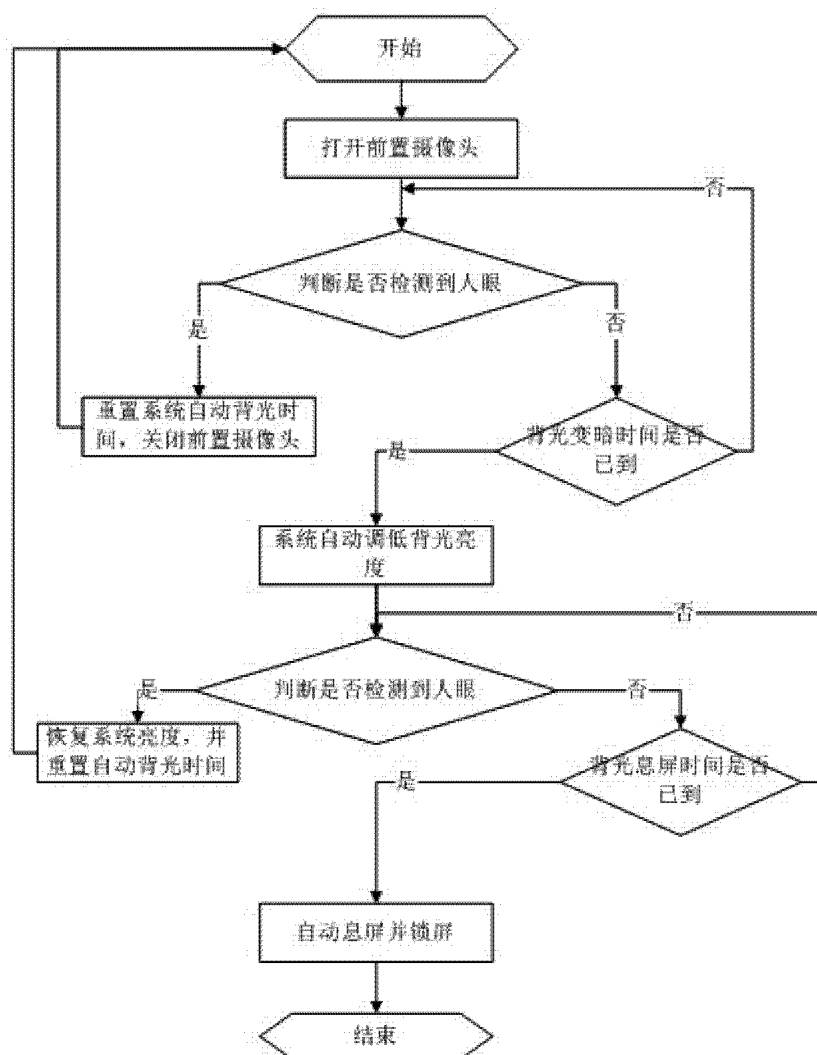 开始
打开前置摄像头
否
判断是否检测到人眼
是
否
重置系统自动背光时
间，关闭前置摄像头
背光变暗时间是否
已到
是
系统自动调低背光亮
度
否
判断是否检测到人眼
是
否
恢复系统亮度，并
重置自动背光时间
背光息屏时间是否
已到
是
自动息屏并锁屏
结束